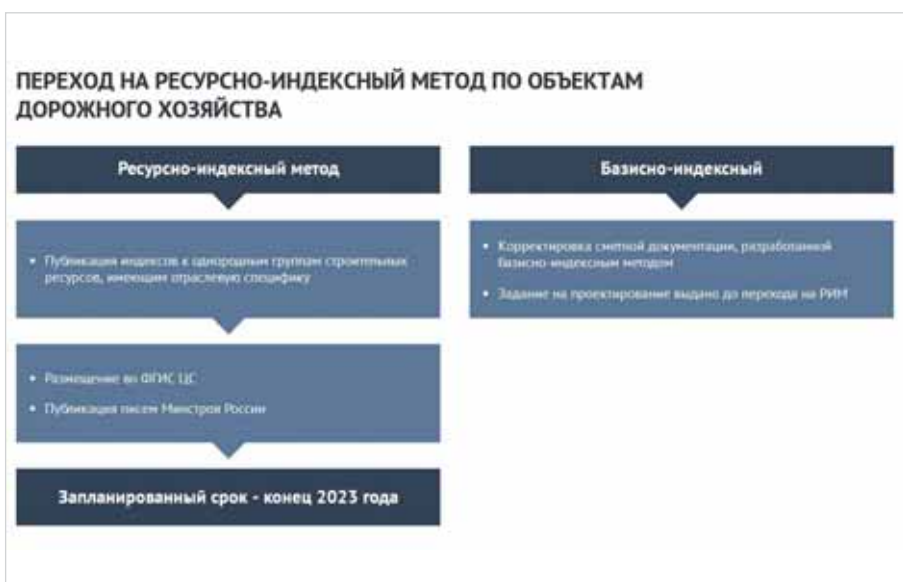 ПЕРЕХОД НА РЕСУРСНО-ИНДЕКСНЫЙ МЕТОД ПО ОБЪЕКТАМ
ДОРОЖНОГО ХОЗЯЙСТВА
Ресурсно-индексный метод
• Публикация индексов к однородным группам строительных
ресурсов, имеющим отраслевую специфику
• Размещение во ФГИС ЦС
• Публикация писем Минстроя России
Запланированный срок - конец 2023 года
Базисно-индексный
• Корректировка сметной документации, разработанной
базисно-индексным методом
• Задание на проектирование выдано до перехода на РИМ